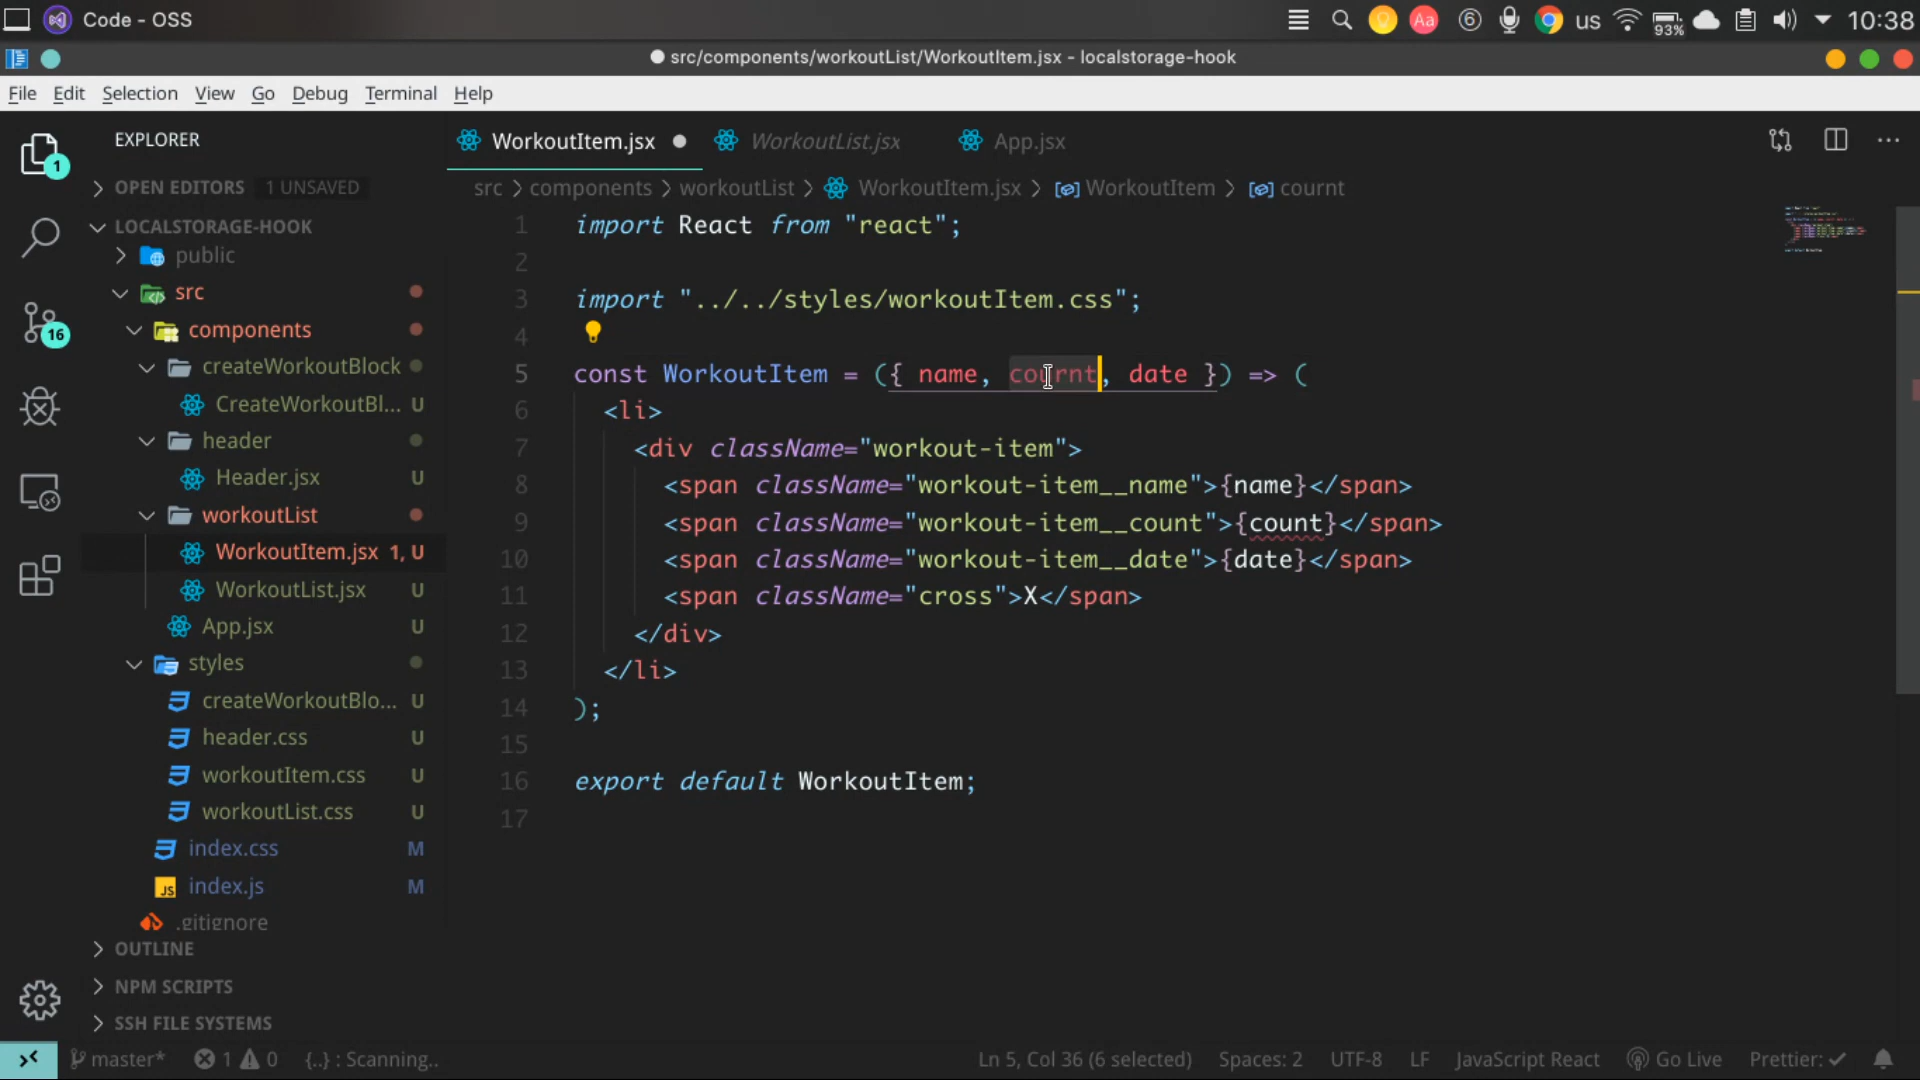 Code - OSS
Aa
6
us
93%
10:38
src/components/workoutList/WorkoutItem.jsx - localstorage-hook
File Edit Selection View Go Debug Terminal Help
1
EXPLORER
WorkoutItem.jsx
WorkoutList.jsx
App.jsx
OPEN EDITORS 1 UNSAVED
src > components > workoutList > WorkoutItem.jsx > WorkoutItem > cournt
LOCALSTORAGE-HOOK
public
src
components
createWorkoutBlock
CreateWorkoutBl... U
header
Header.jsx U
workoutList
WorkoutItem.jsx 1, U
WorkoutList.jsx U
App.jsx U
styles
createWorkoutBlo... U
header.css U
workoutItem.css U
workoutList.css U
index.css M
JS index.js M
.gitignore
OUTLINE
NPM SCRIPTS
SSH FILE SYSTEMS
16
1 import React from "react";
2
3 import "../../styles/workoutItem.css";
4
5 const WorkoutItem = ({ name, cournt, date }) => (
6 <li>
7 <div className="workout-item">
8 <span className="workout-item__name">{name}</span>
9 <span className="workout-item__count">{count}</span>
10 <span className="workout-item__date">{date}</span>
11 <span className="cross">X</span>
12 </div>
13 </li>
14 );
15
16 export default WorkoutItem;
17
master* 1 0 {..} : Scanning.. Ln 5, Col 36 (6 selected) Spaces: 2 UTF-8 LF JavaScript React Go Live Prettier: ✓